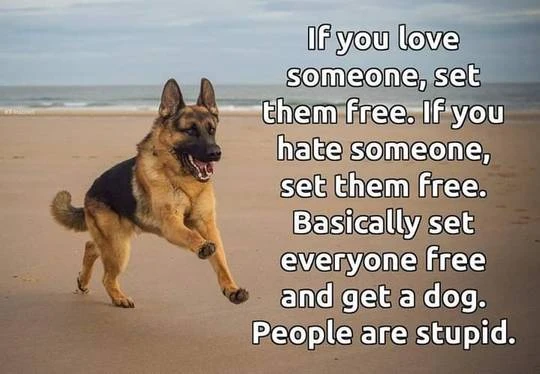 If you love
someone, set
them free. If you
hate someone,
set them free.
Basically set
everyone free
and get a dog.
People are stupid.